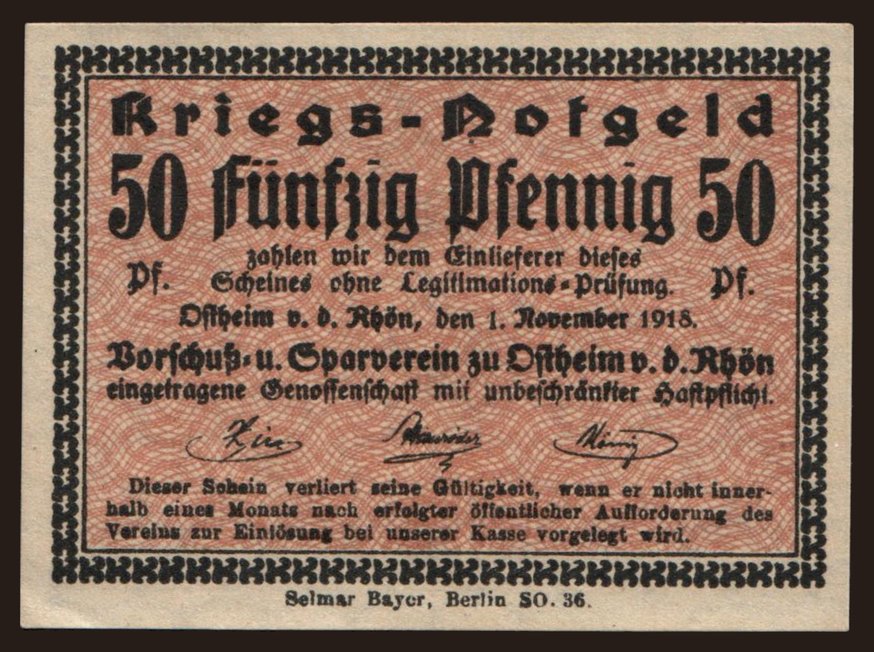 Kriegs-Notgeld
50 Fünfzig Pfennig 50
zahlen wir dem Einlieferer dieses
Pf. Scheines ohne Legitimations-Prüfung. Pf.
Ostheim v. d. Rhön, den 1. November 1918.
Vorschuß- u. Sparverein zu Ostheim v. d. Rhön
eingetragene Genossenschaft mit unbeschränkter Haftpflicht.
Dieser Schein verliert seine Gültigkeit, wenn er nicht inner-
halb eines Monats nach erfolgter öffentlicher Aufforderung des
Vereins zur Einlösung bei unserer Kasse vorgelegt wird.
Selmar Bayer, Berlin SO. 36.